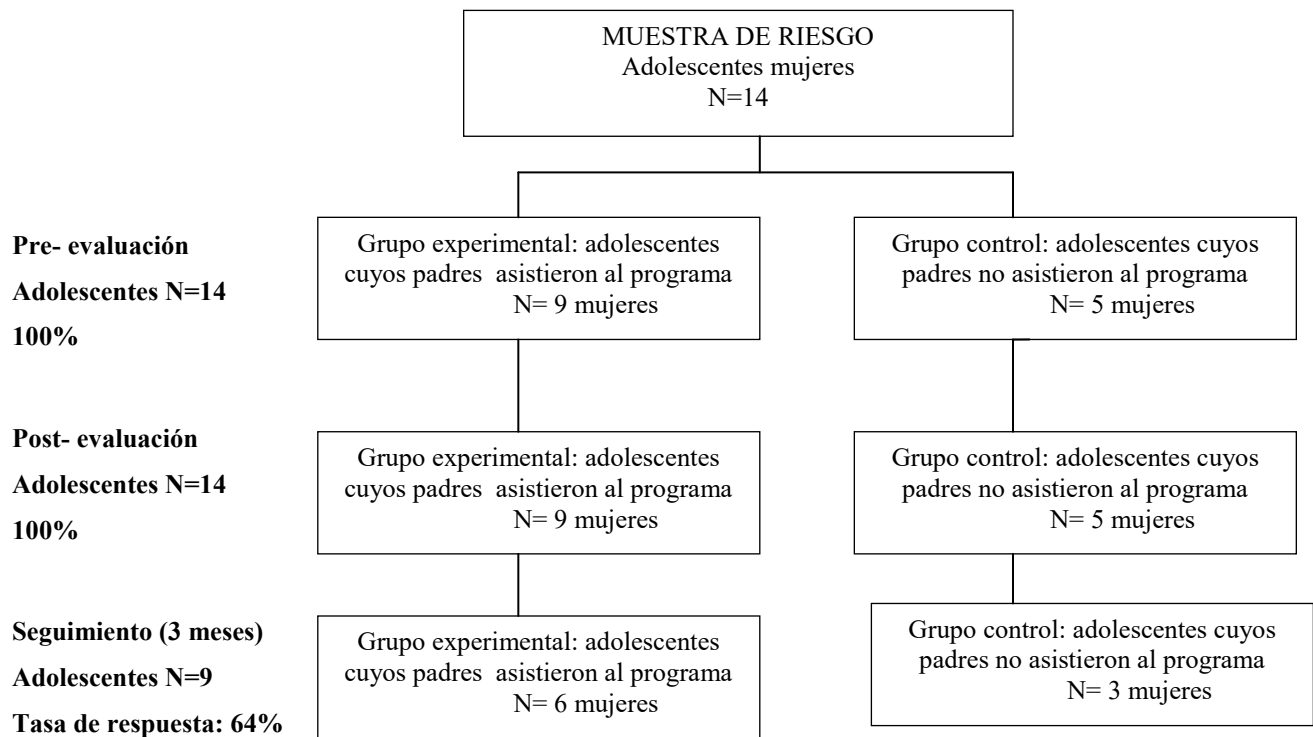 MUESTRA DE RIESGO
Adolescentes mujeres
N=14
Pre- evaluación
Adolescentes N=14
100%
Grupo experimental: adolescentes
cuyos padres asistieron al programa
N= 9 mujeres
Grupo control: adolescentes cuyos
padres no asistieron al programa
N= 5 mujeres
Post- evaluación
Adolescentes N=14
100%
Grupo experimental: adolescentes
cuyos padres asistieron al programa
N= 9 mujeres
Grupo control: adolescentes cuyos
padres no asistieron al programa
N= 5 mujeres
Seguimiento (3 meses)
Adolescentes N=9
Tasa de respuesta: 64%
Grupo experimental: adolescentes
cuyos padres asistieron al programa
N= 6 mujeres
Grupo control: adolescentes cuyos
padres no asistieron al programa
N= 3 mujeres